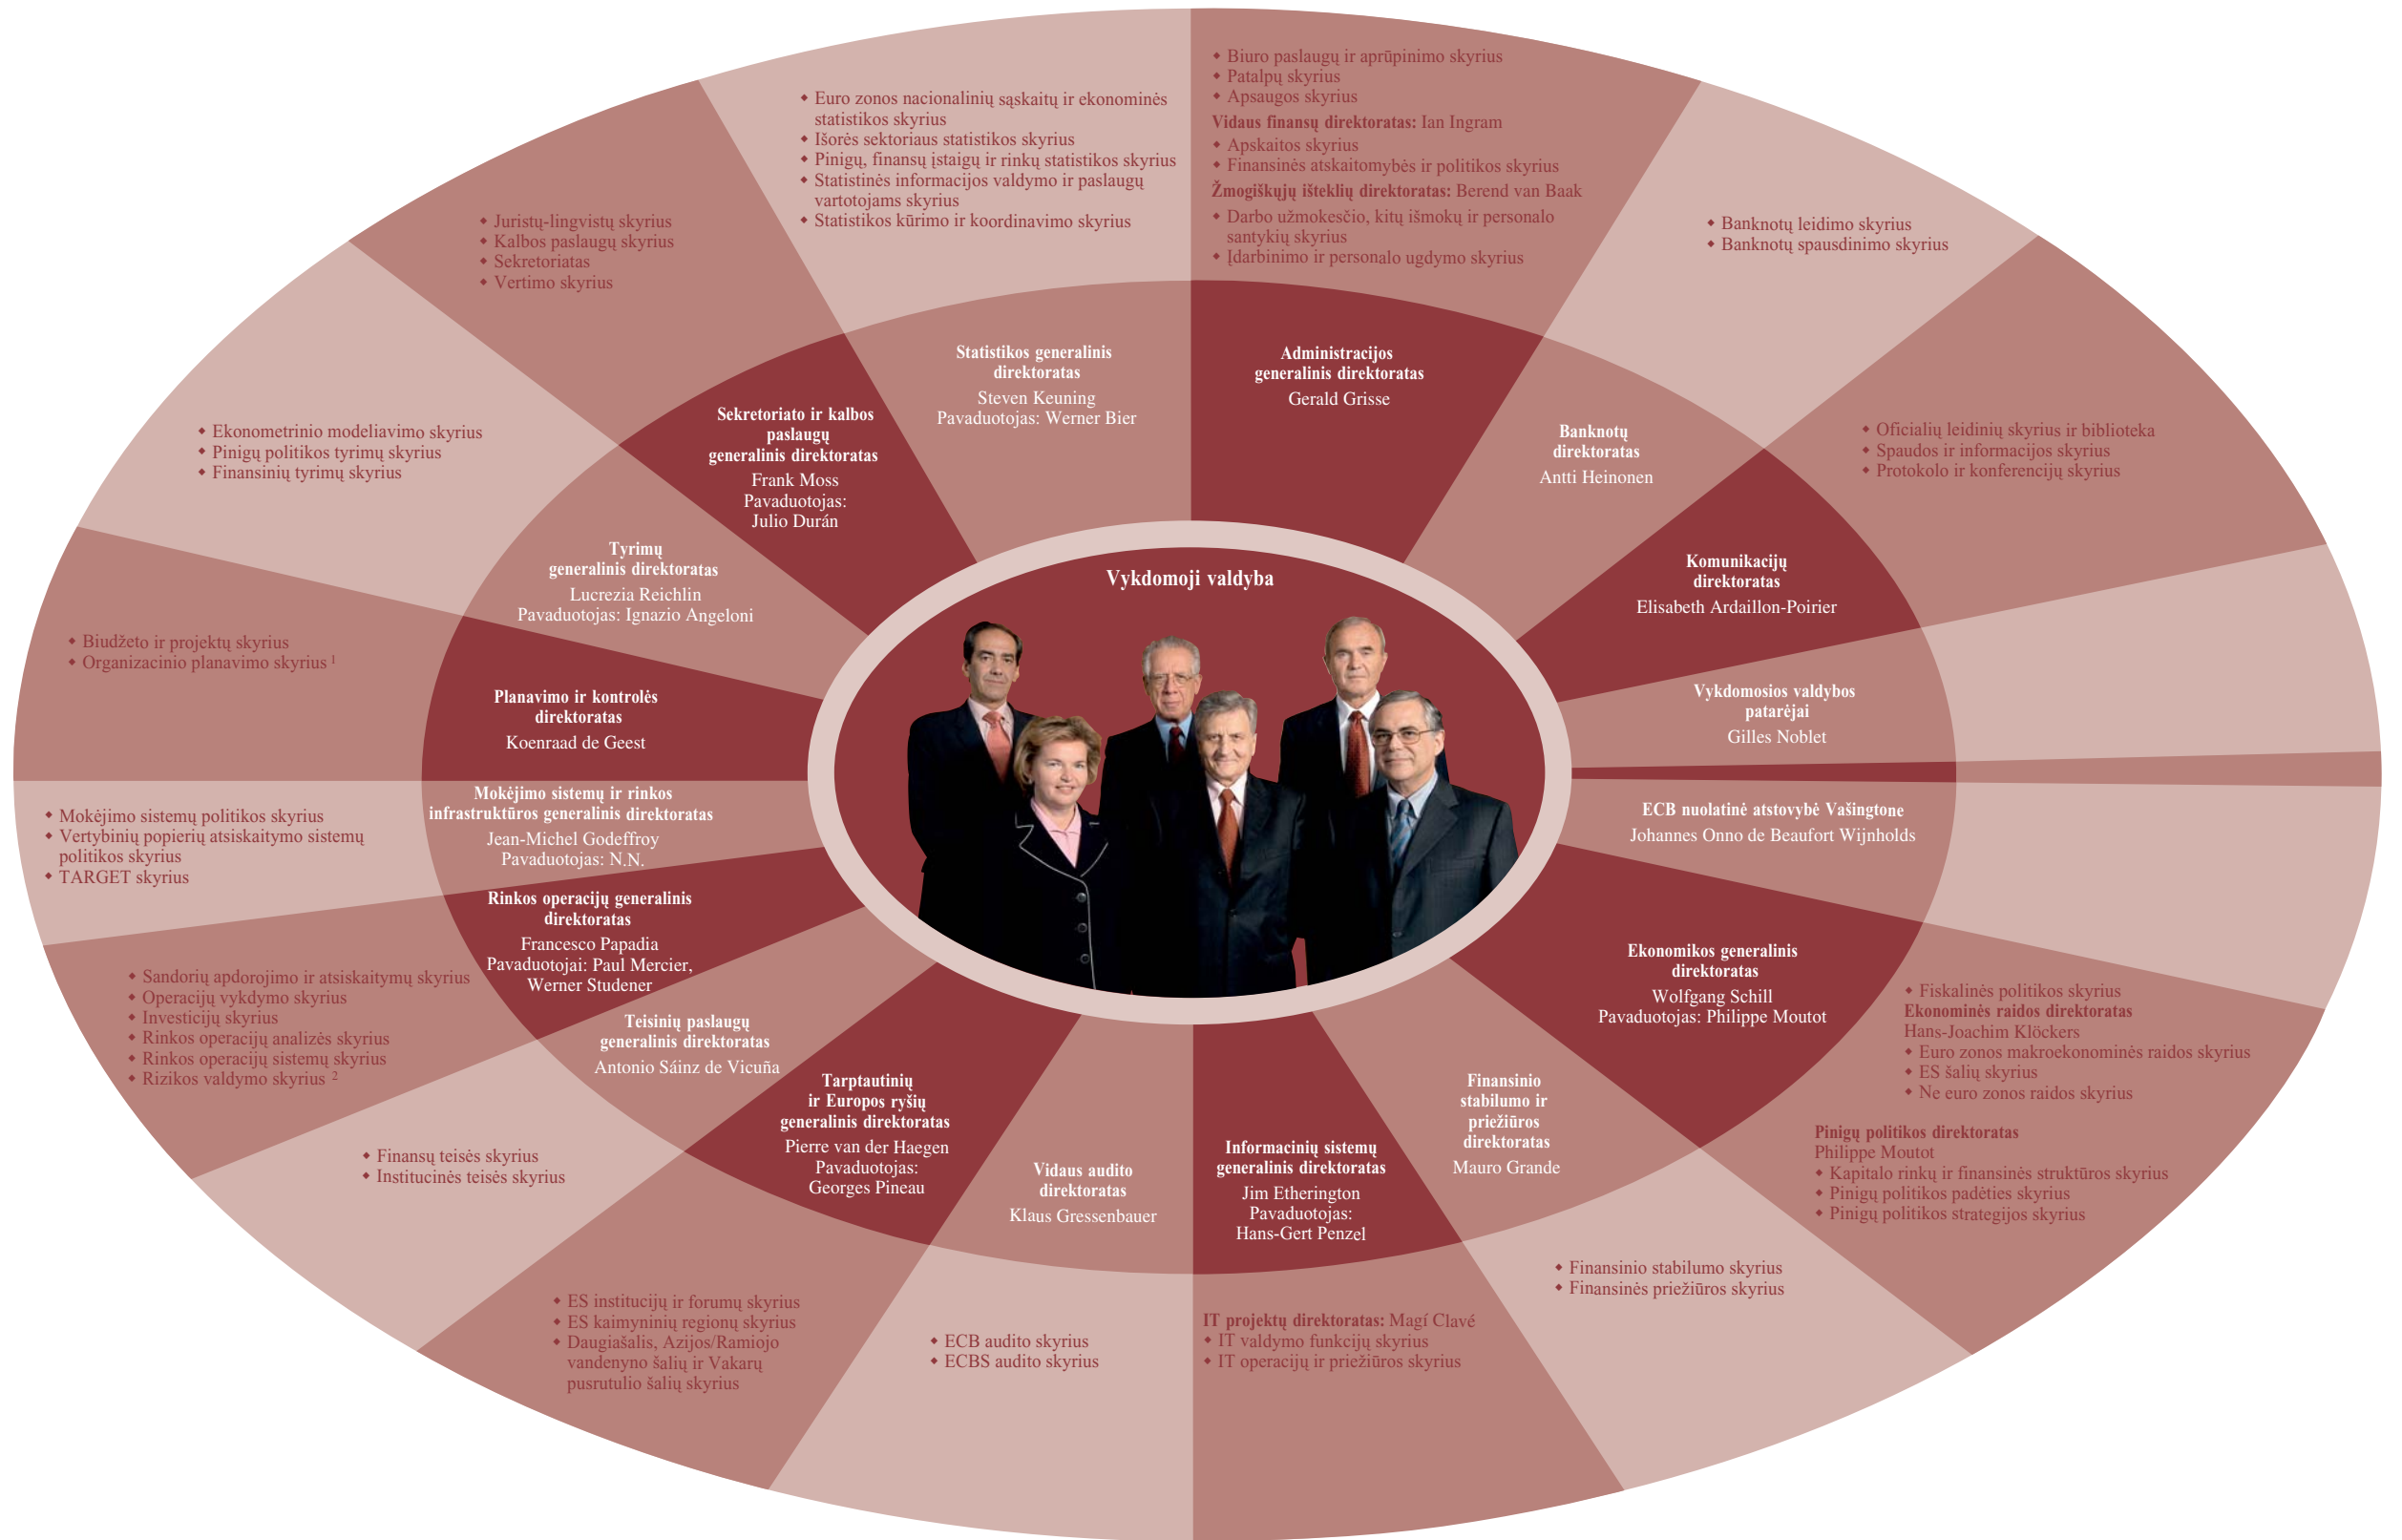 ◆ Biuro paslaugų ir aprūpinimo skyrius
◆ Patalpų skyrius
◆ Apsaugos skyrius
Vidaus finansų direktoratas: Ian Ingram
◆ Apskaitos skyrius
◆ Finansinės atskaitomybės ir politikos skyrius
Žmogiškųjų išteklių direktoratas: Berend van Baak
◆ Darbo užmokesčio, kitų išmokų ir personalo
santykių skyrius
◆ Įdarbinimo ir personalo ugdymo skyrius
Administracijos
generalinis direktoratas
Gerald Grisse
◆ Banknotų leidimo skyrius
◆ Banknotų spausdinimo skyrius
Banknotų
direktoratas
Antti Heinonen
◆ Oficialių leidinių skyrius ir biblioteka
◆ Spaudos ir informacijos skyrius
◆ Protokolo ir konferencijų skyrius
Komunikacijų
direktoratas
Elisabeth Ardaillon-Poirier
Vykdomosios valdybos
patarėjai
Gilles Noblet
ECB nuolatinė atstovybė Vašingtone
Johannes Onno de Beaufort Wijnholds
Ekonomikos generalinis
direktoratas
Wolfgang Schill
Pavaduotojas: Philippe Moutot
◆ Fiskalinės politikos skyrius
Ekonominės raidos direktoratas
Hans-Joachim Klöckers
◆ Euro zonos makroekonominės raidos skyrius
◆ ES šalių skyrius
◆ Ne euro zonos raidos skyrius
Pinigų politikos direktoratas
Philippe Moutot
◆ Kapitalo rinkų ir finansinės struktūros skyrius
◆ Pinigų politikos padėties skyrius
◆ Pinigų politikos strategijos skyrius
Finansinio
stabilumo ir
priežiūros
direktoratas
Mauro Grande
◆ Finansinio stabilumo skyrius
◆ Finansinės priežiūros skyrius
Informacinių sistemų
generalinis direktoratas
Jim Etherington
Pavaduotojas:
Hans-Gert Penzel
IT projektų direktoratas: Magí Clavé
◆ IT valdymo funkcijų skyrius
◆ IT operacijų ir priežiūros skyrius
Vidaus audito
direktoratas
Klaus Gressenbauer
◆ ECB audito skyrius
◆ ECBS audito skyrius
Tarptautinių
ir Europos ryšių
generalinis direktoratas
Pierre van der Haegen
Pavaduotojas:
Georges Pineau
◆ ES institucijų ir forumų skyrius
◆ ES kaimyninių regionų skyrius
◆ Daugiašalis, Azijos/Ramiojo
vandenyno šalių ir Vakarų
pusrutulio šalių skyrius
Teisinių paslaugų
generalinis direktoratas
Antonio Sáinz de Vicuña
◆ Finansų teisės skyrius
◆ Institucinės teisės skyrius
Rinkos operacijų generalinis
direktoratas
Francesco Papadia
Pavaduotojai: Paul Mercier,
Werner Studener
◆ Sandorių apdorojimo ir atsiskaitymų skyrius
◆ Operacijų vykdymo skyrius
◆ Investicijų skyrius
◆ Rinkos operacijų analizės skyrius
◆ Rinkos operacijų sistemų skyrius
◆ Rizikos valdymo skyrius 2
Mokėjimo sistemų ir rinkos
infrastruktūros generalinis direktoratas
Jean-Michel Godeffroy
Pavaduotojas: N.N.
◆ Mokėjimo sistemų politikos skyrius
◆ Vertybinių popierių atsiskaitymo sistemų
politikos skyrius
◆ TARGET skyrius
Planavimo ir kontrolės
direktoratas
Koenraad de Geest
◆ Biudžeto ir projektų skyrius
◆ Organizacinio planavimo skyrius 1
Tyrimų
generalinis direktoratas
Lucrezia Reichlin
Pavaduotojas: Ignazio Angeloni
◆ Ekonometrinio modeliavimo skyrius
◆ Pinigų politikos tyrimų skyrius
◆ Finansinių tyrimų skyrius
Sekretoriato ir kalbos
paslaugų
generalinis direktoratas
Frank Moss
Pavaduotojas:
Julio Durán
◆ Juristų-lingvistų skyrius
◆ Kalbos paslaugų skyrius
◆ Sekretoriatas
◆ Vertimo skyrius
Statistikos generalinis
direktoratas
Steven Keuning
Pavaduotojas: Werner Bier
◆ Euro zonos nacionalinių sąskaitų ir ekonominės
statistikos skyrius
◆ Išorės sektoriaus statistikos skyrius
◆ Pinigų, finansų įstaigų ir rinkų statistikos skyrius
◆ Statistinės informacijos valdymo ir paslaugų
vartotojams skyrius
◆ Statistikos kūrimo ir koordinavimo skyrius
Vykdomoji valdyba